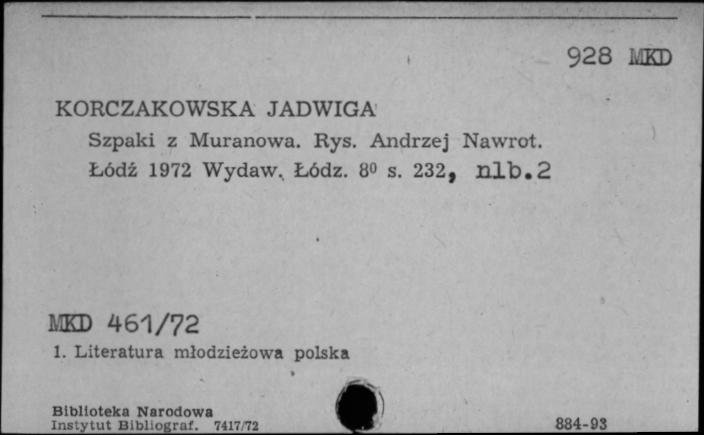 928 MKD
KORCZAKOWSKA JADWIGA
Szpaki z Muranowa. Rys. Andrzej Nawrot.
Łódź 1972 Wydaw. Łódz. 8⁰ s. 232, nlb.2
MKD 461/72
1. Literatura młodzieżowa polska
Biblioteka Narodowa
Instytut Bibliograf. 7417/72
884-93